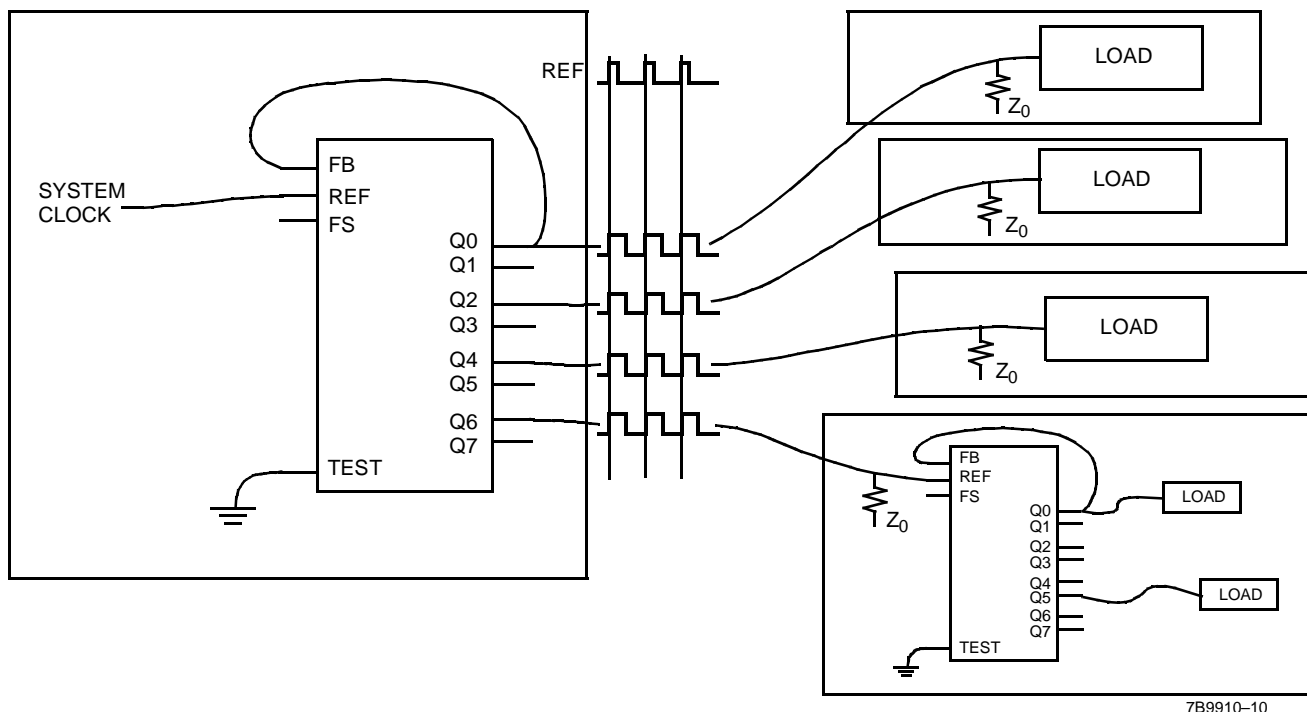 REF
LOAD
Z0
FB
SYSTEM
CLOCK
REF
FS
LOAD
Z0
Q0
Q1
Q2
Q3
Q4
Q5
Q6
Q7
TEST
LOAD
Z0
FB
REF
FS
Z0
Q0
Q1
Q2
Q3
Q4
Q5
Q6
Q7
TEST
LOAD
LOAD
7B9910–10